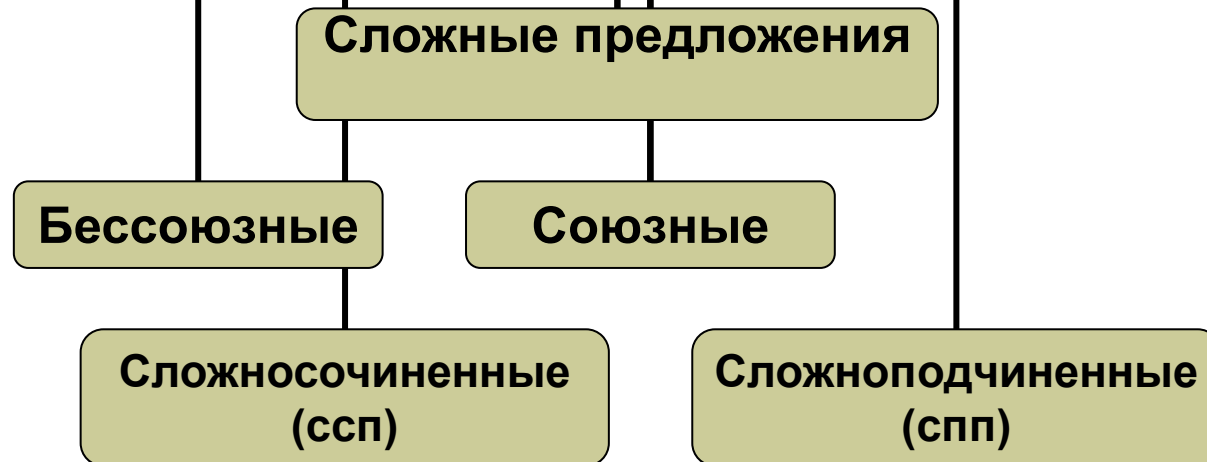 Сложные предложения
Бессоюзные
Союзные
Сложносочиненные
(ссп)
Сложноподчиненные
(спп)